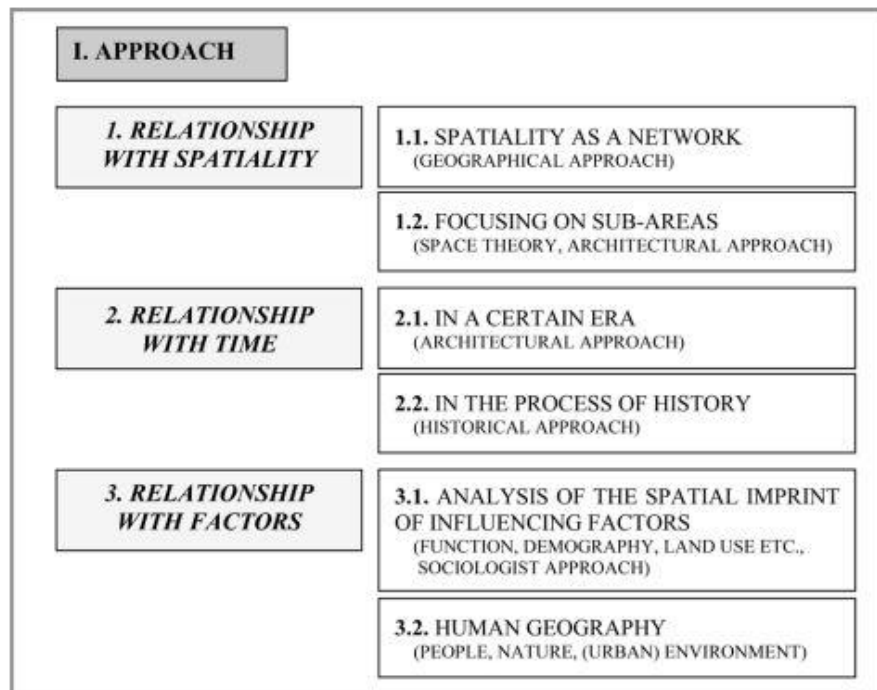 I. APPROACH
1. RELATIONSHIP
WITH SPATIALITY
1.1. SPATIALITY AS A NETWORK
(GEOGRAPHICAL APPROACH)
1.2. FOCUSING ON SUB-AREAS
(SPACE THEORY, ARCHITECTURAL APPROACH)
2. RELATIONSHIP
WITH TIME
2.1. IN A CERTAIN ERA
(ARCHITECTURAL APPROACH)
2.2. IN THE PROCESS OF HISTORY
(HISTORICAL APPROACH)
3. RELATIONSHIP
WITH FACTORS
3.1. ANALYSIS OF THE SPATIAL IMPRINT
OF INFLUENCING FACTORS
(FUNCTION, DEMOGRAPHY, LAND USE ETC.,
SOCIOLOGIST APPROACH)
3.2. HUMAN GEOGRAPHY
(PEOPLE, NATURE, (URBAN) ENVIRONMENT)